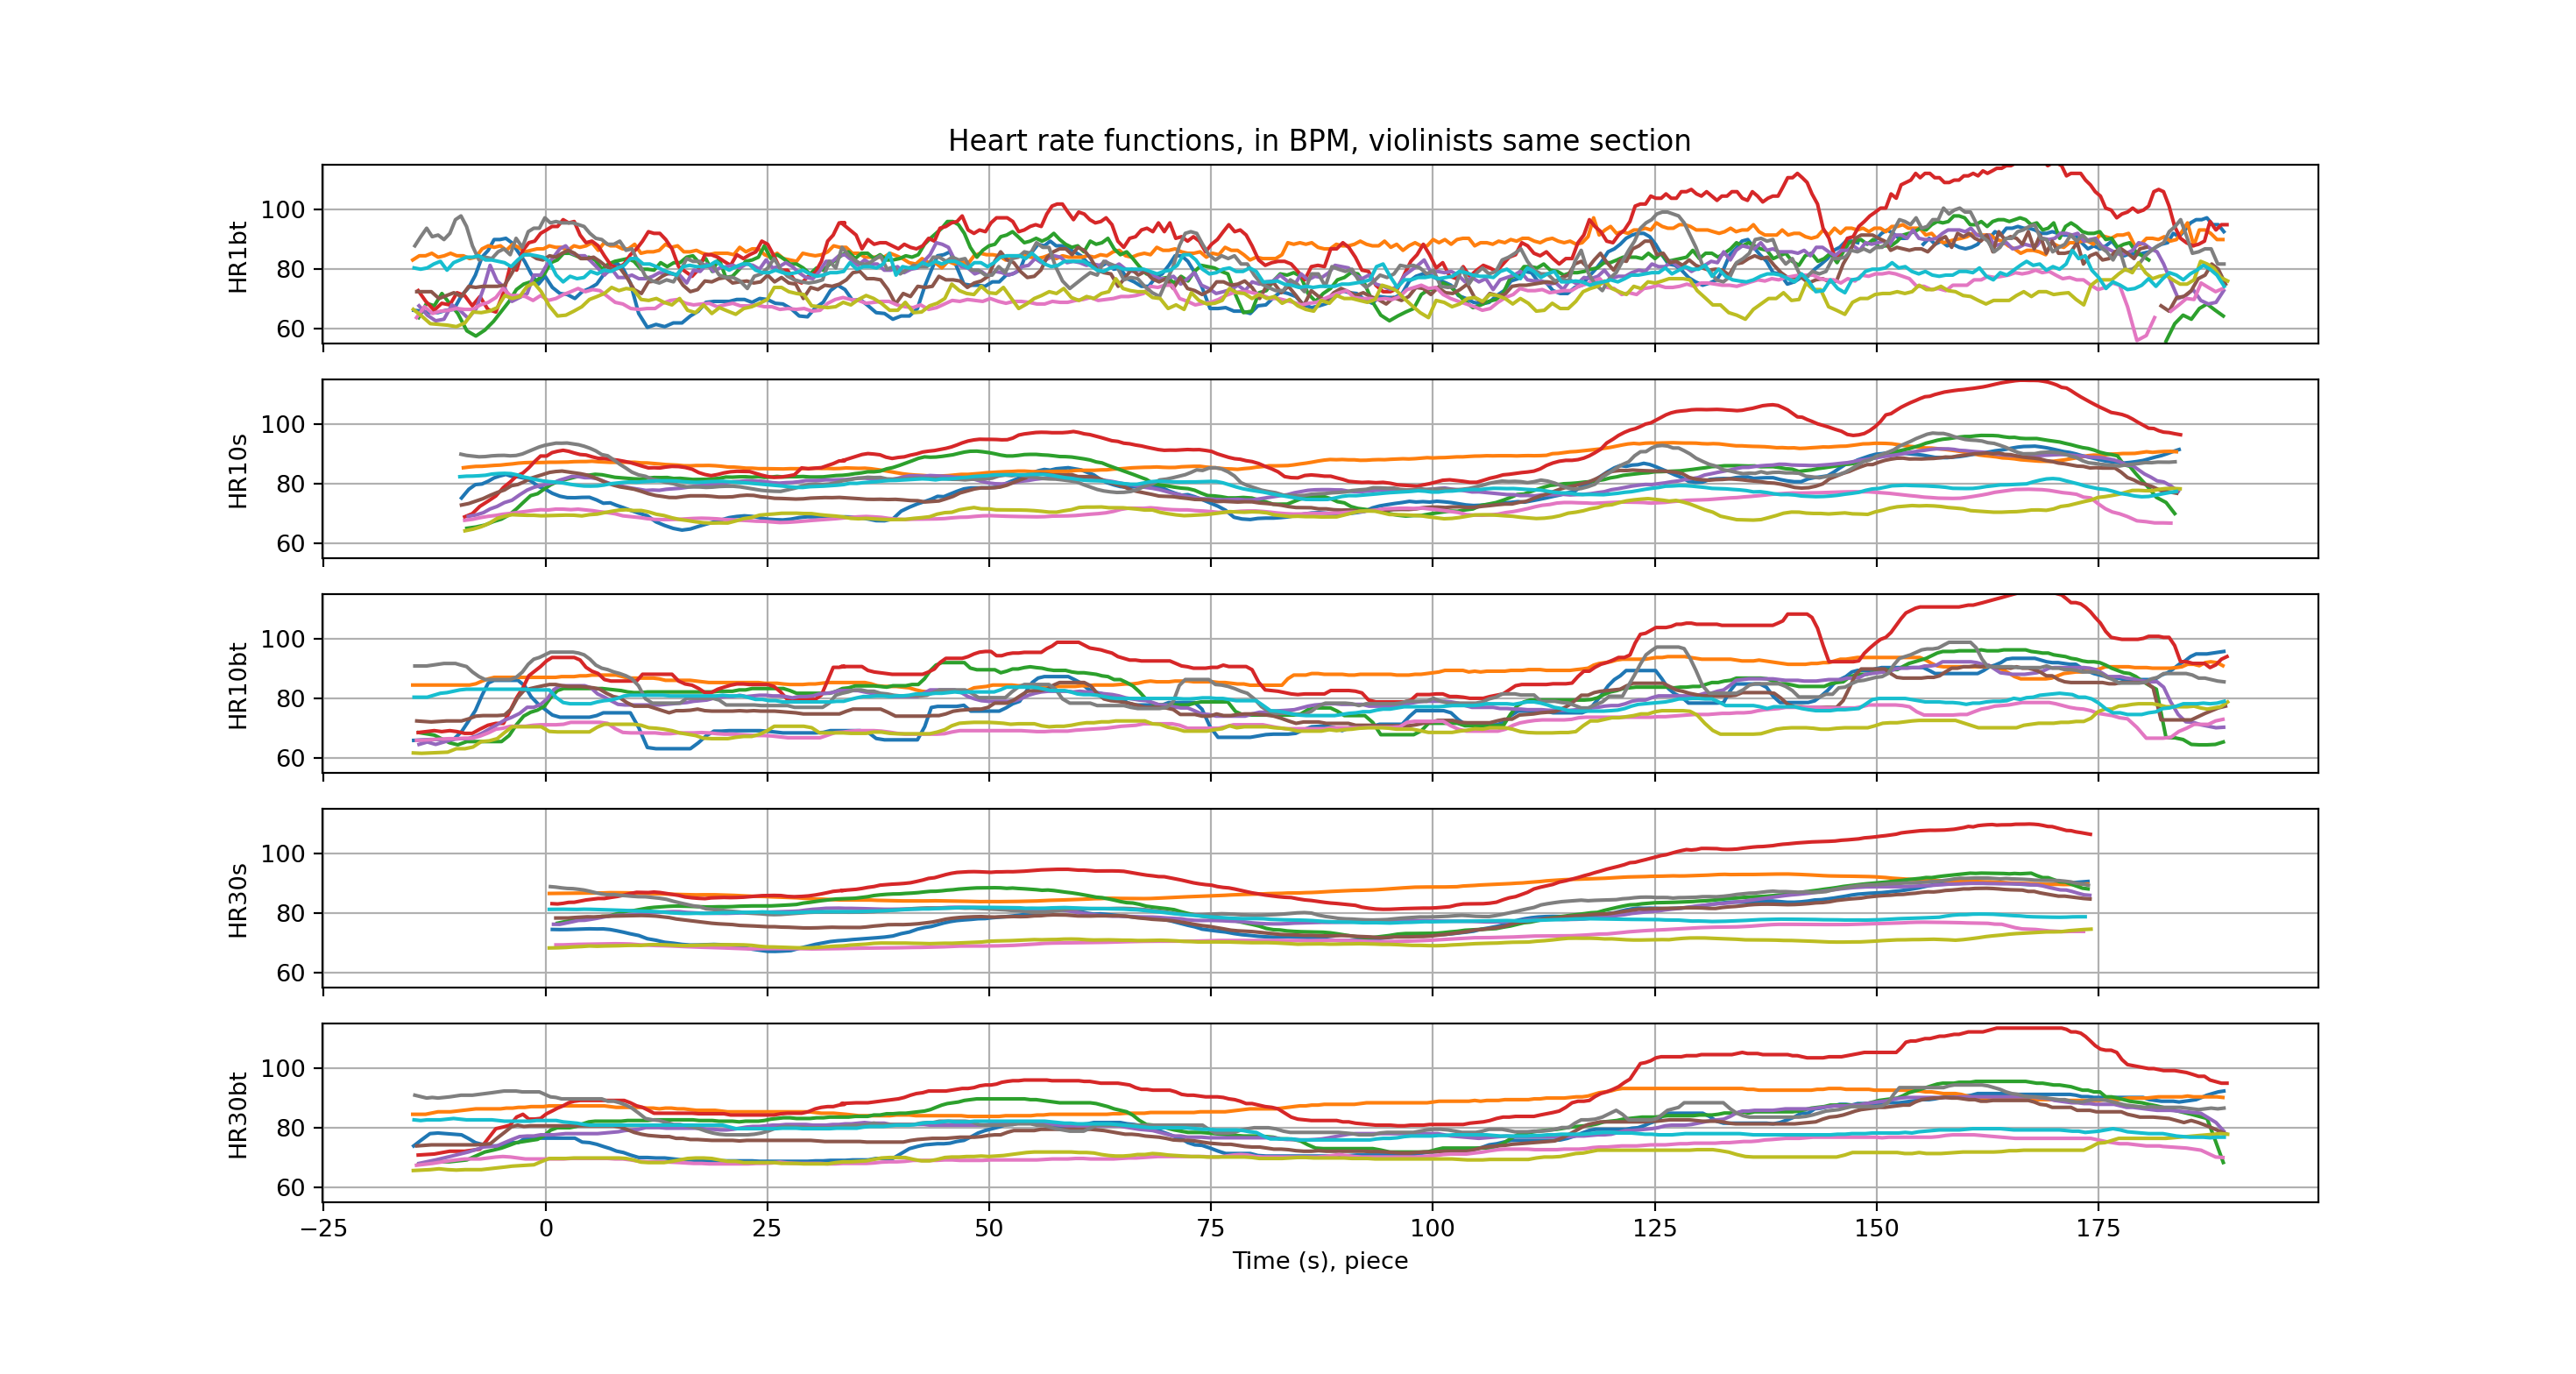 Heart rate functions, in BPM, violinists same section
HR1bt
100
80
60
HR10s
100
80
60
HR10bt
100
80
60
HR30s
100
80
60
HR30bt
100
80
60
−25 0 25 50 75 100 125 150 175
Time (s), piece